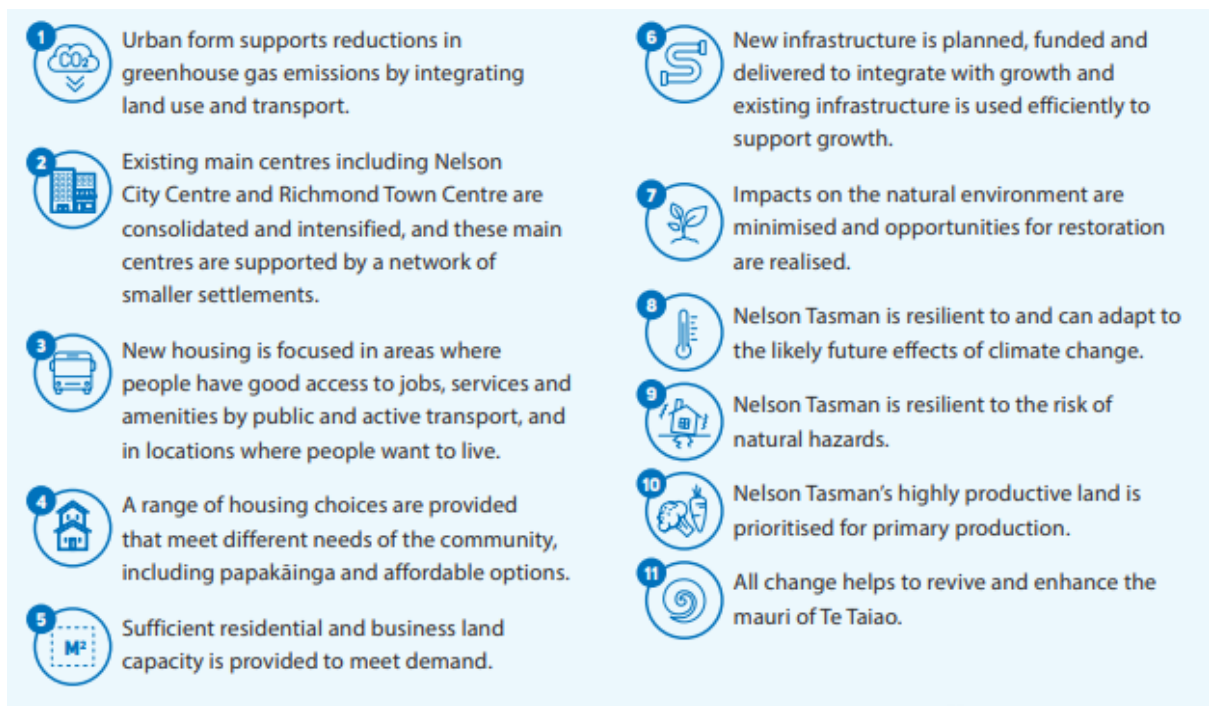 1
CO₂
Urban form supports reductions in
greenhouse gas emissions by integrating
land use and transport.
2
Existing main centres including Nelson
City Centre and Richmond Town Centre are
consolidated and intensified, and these main
centres are supported by a network of
smaller settlements.
3
New housing is focused in areas where
people have good access to jobs, services and
amenities by public and active transport, and
in locations where people want to live.
4
A range of housing choices are provided
that meet different needs of the community,
including papakāinga and affordable options.
5
M²
Sufficient residential and business land
capacity is provided to meet demand.
6
New infrastructure is planned, funded and
delivered to integrate with growth and
existing infrastructure is used efficiently to
support growth.
7
Impacts on the natural environment are
minimised and opportunities for restoration
are realised.
8
Nelson Tasman is resilient to and can adapt to
the likely future effects of climate change.
9
Nelson Tasman is resilient to the risk of
natural hazards.
10
Nelson Tasman's highly productive land is
prioritised for primary production.
11
All change helps to revive and enhance the
mauri of Te Taiao.